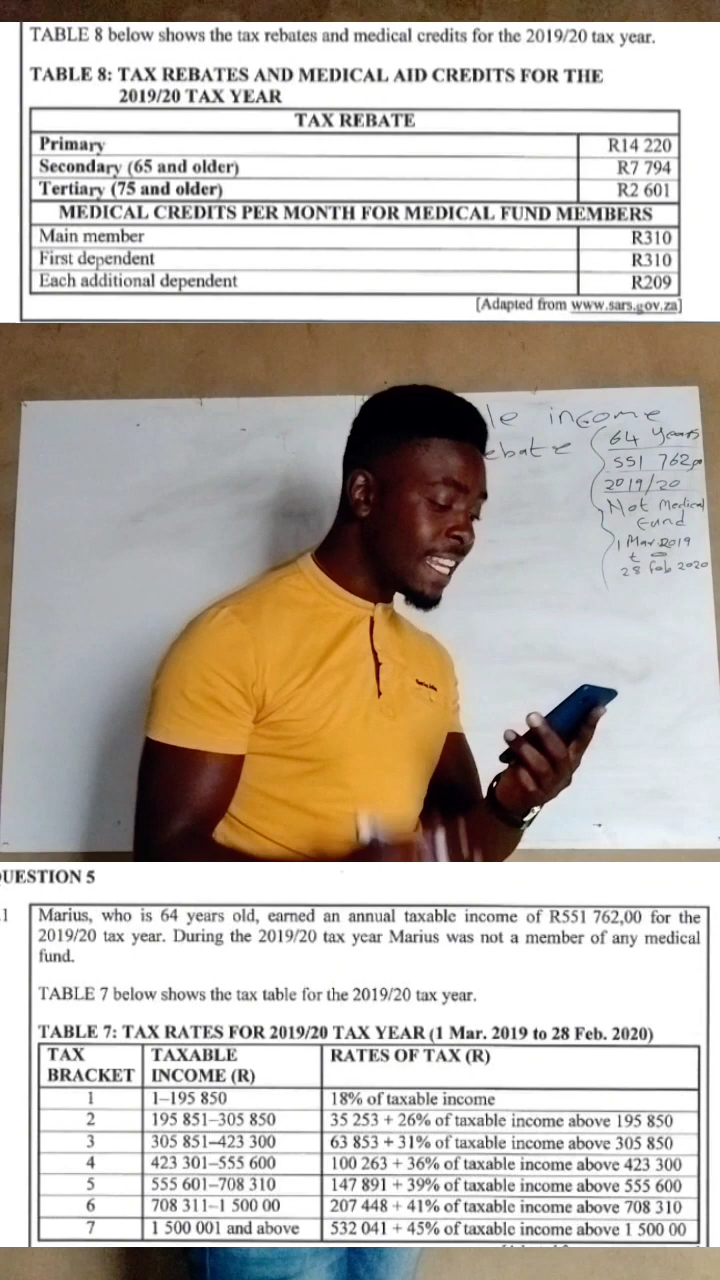 TABLE 8 below shows the tax rebates and medical credits for the 2019/20 tax year.
TABLE 8: TAX REBATES AND MEDICAL AID CREDITS FOR THE
2019/20 TAX YEAR
TAX REBATE
Primary R14 220
Secondary (65 and older) R7 794
Tertiary (75 and older) R2 601
MEDICAL CREDITS PER MONTH FOR MEDICAL FUND MEMBERS
Main member R310
First dependent R310
Each additional dependent R209
[Adapted from www.sars.gov.za]
le income
ebate
64 years
551 762,00
2019/20
Not Medical
Fund
1 Mar 2019
to
28 Feb 2020
UESTION 5
.1 Marius, who is 64 years old, earned an annual taxable income of R551 762,00 for the
2019/20 tax year. During the 2019/20 tax year Marius was not a member of any medical
fund.
TABLE 7 below shows the tax table for the 2019/20 tax year.
TABLE 7: TAX RATES FOR 2019/20 TAX YEAR (1 Mar. 2019 to 28 Feb. 2020)
TAX BRACKET TAXABLE INCOME (R) RATES OF TAX (R)
1 1–195 850 18% of taxable income
2 195 851–305 850 35 253 + 26% of taxable income above 195 850
3 305 851–423 300 63 853 + 31% of taxable income above 305 850
4 423 301–555 600 100 263 + 36% of taxable income above 423 300
5 555 601–708 310 147 891 + 39% of taxable income above 555 600
6 708 311–1 500 00 207 448 + 41% of taxable income above 708 310
7 1 500 001 and above 532 041 + 45% of taxable income above 1 500 00